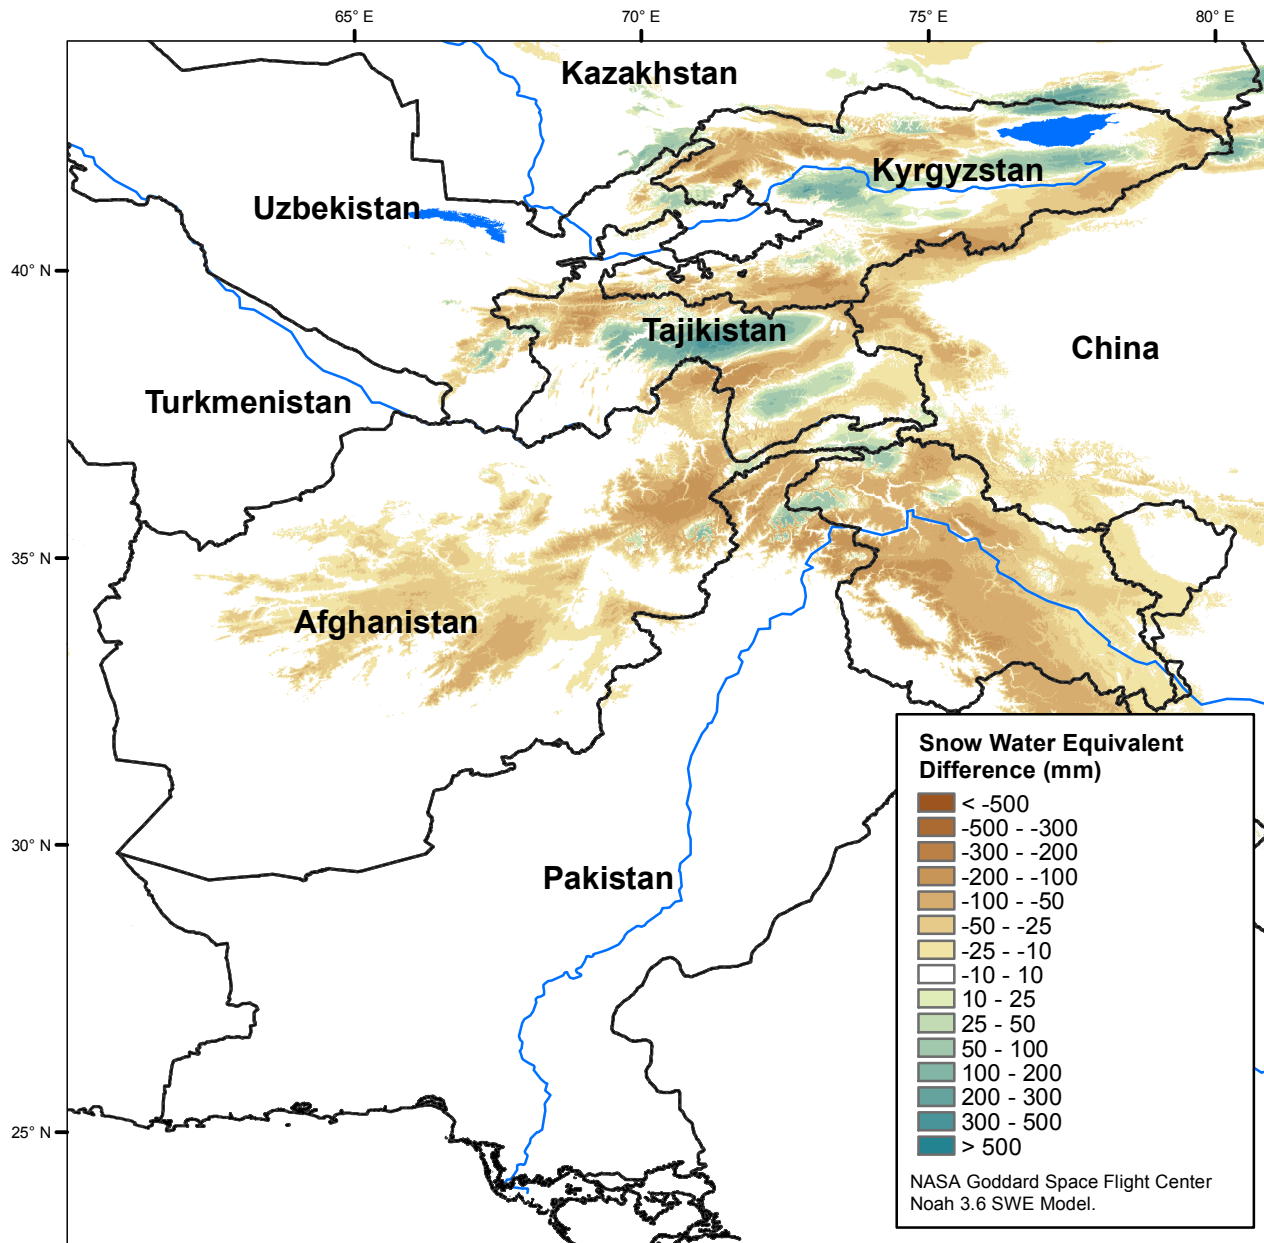 65° E
70° E
75° E
80° E
Kazakhstan
Kyrgyzstan
Uzbekistan
40° N
Tajikistan
China
Turkmenistan
35° N
Afghanistan
30° N
Pakistan
25° N
Snow Water Equivalent
Difference (mm)
< -500
-500 - -300
-300 - -200
-200 - -100
-100 - -50
-50 - -25
-25 - -10
-10 - 10
10 - 25
25 - 50
50 - 100
100 - 200
200 - 300
300 - 500
> 500
NASA Goddard Space Flight Center
Noah 3.6 SWE Model.